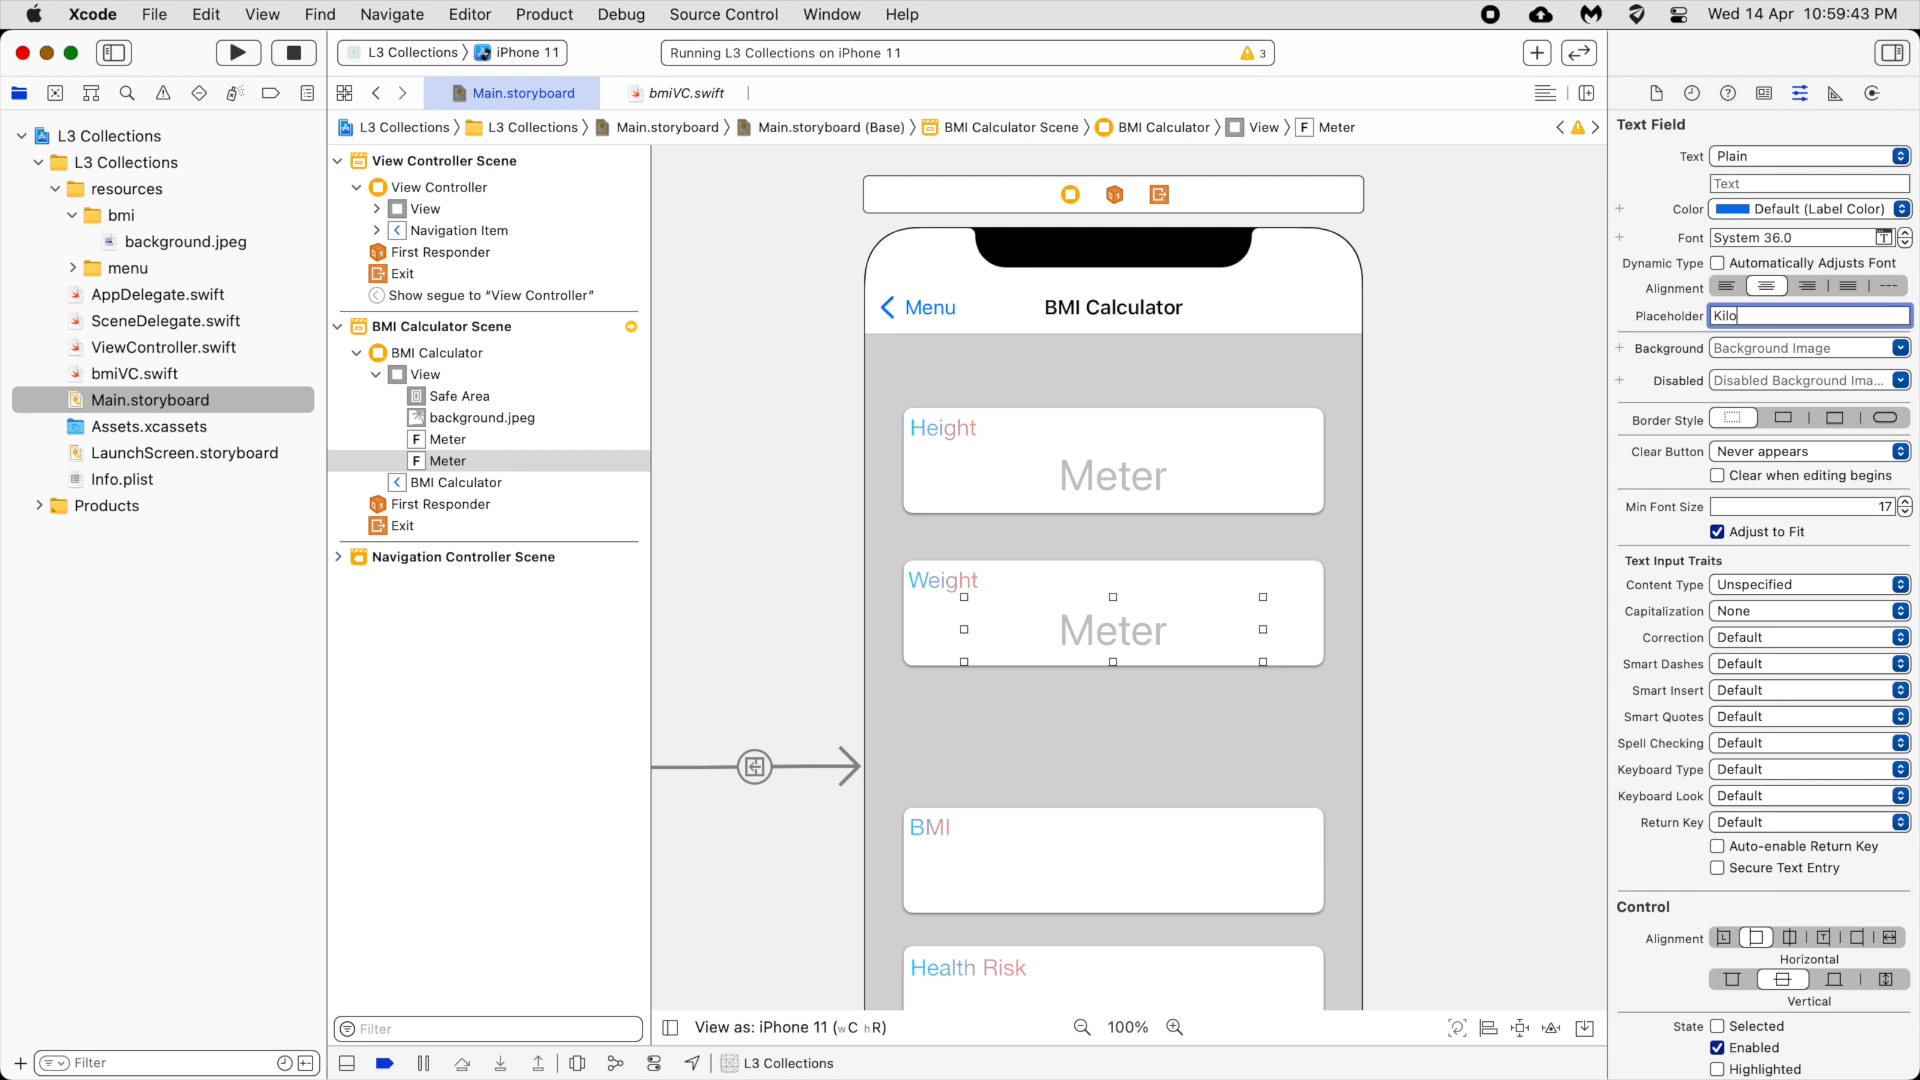 Xcode File Edit View Find Navigate Editor Product Debug Source Control Window Help Wed 14 Apr 10:59:43 PM
L3 Collections iPhone 11 Running L3 Collections on iPhone 11 3
Main.storyboard bmiVC.swift
L3 Collections L3 Collections Main.storyboard Main.storyboard (Base) BMI Calculator Scene BMI Calculator View F Meter
L3 Collections
L3 Collections
resources
bmi
background.jpeg
menu
AppDelegate.swift
SceneDelegate.swift
ViewController.swift
bmiVC.swift
Main.storyboard
Assets.xcassets
LaunchScreen.storyboard
Info.plist
Products
Filter
View Controller Scene
View Controller
View
Navigation Item
First Responder
Exit
Show segue to “View Controller”
BMI Calculator Scene
BMI Calculator
View
Safe Area
background.jpeg
F Meter
F Meter
BMI Calculator
First Responder
Exit
Navigation Controller Scene
Filter
Menu BMI Calculator
Height
Meter
Weight
Meter
BMI
Health Risk
View as: iPhone 11 (wC hR) 100%
L3 Collections
Text Field
Text Plain
Text
Color Default (Label Color)
Font System 36.0 T
Dynamic Type Automatically Adjusts Font
Alignment
Placeholder Kilo
Background Background Image
Disabled Disabled Background Ima...
Border Style
Clear Button Never appears
Clear when editing begins
Min Font Size 17
Adjust to Fit
Text Input Traits
Content Type Unspecified
Capitalization None
Correction Default
Smart Dashes Default
Smart Insert Default
Smart Quotes Default
Spell Checking Default
Keyboard Type Default
Keyboard Look Default
Return Key Default
Auto-enable Return Key
Secure Text Entry
Control
Alignment
Horizontal
Vertical
State Selected
Enabled
Highlighted